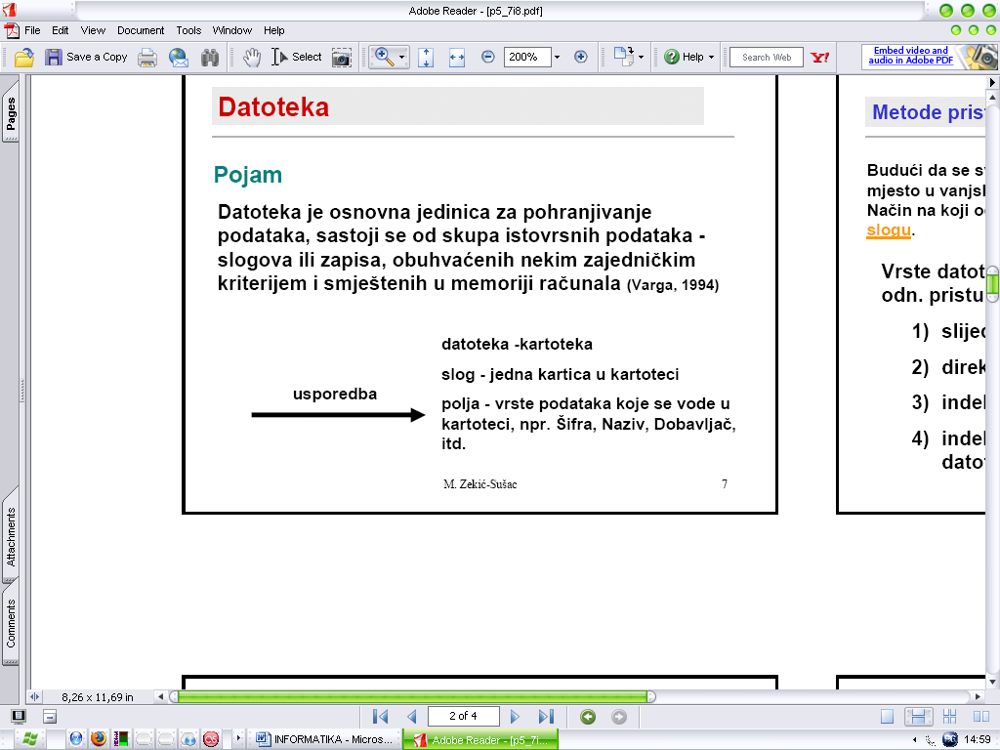 Adobe Reader - [p5_7i8.pdf]
File Edit View Document Tools Window Help
Save a Copy Select 200% Help Search Web Y! Embed video and
audio in Adobe PDF
Pages
Datoteka
Pojam
Datoteka je osnovna jedinica za pohranjivanje
podataka, sastoji se od skupa istovrsnih podataka -
slogova ili zapisa, obuhvaćenih nekim zajedničkim
kriterijem i smještenih u memoriji računala (Varga, 1994)
usporedba
datoteka -kartoteka
slog - jedna kartica u kartoteci
polja - vrste podataka koje se vode u
kartoteci, npr. Šifra, Naziv, Dobavljač,
itd.
M. Zekić-Sušac 7
Metode pris
Budući da se s
mjesto u vanjs
Način na koji o
slogu.
Vrste datot
odn. pristu
1) slije
2) direk
3) inde
4) inde
dato
Attachments
Comments
8,26 x 11,69 in
2 of 4
INFORMATIKA - Micros... Adobe Reader - [p5_7i... 14:59